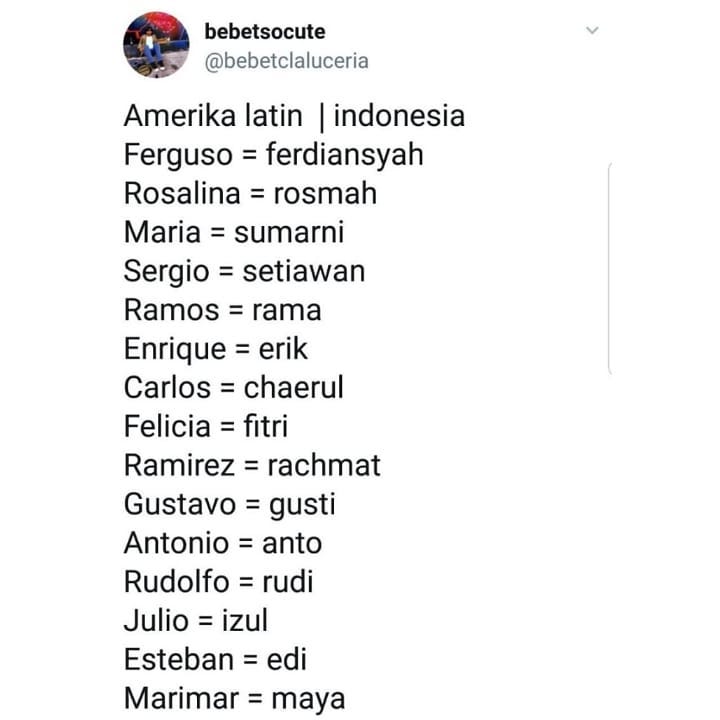 bebetsocute
@bebetclaluceria
Amerika latin | indonesia
Ferguso = ferdiansyah
Rosalina = rosmah
Maria = sumarni
Sergio = setiawan
Ramos = rama
Enrique = erik
Carlos = chaerul
Felicia = fitri
Ramirez = rachmat
Gustavo = gusti
Antonio = anto
Rudolfo = rudi
Julio = izul
Esteban = edi
Marimar = maya